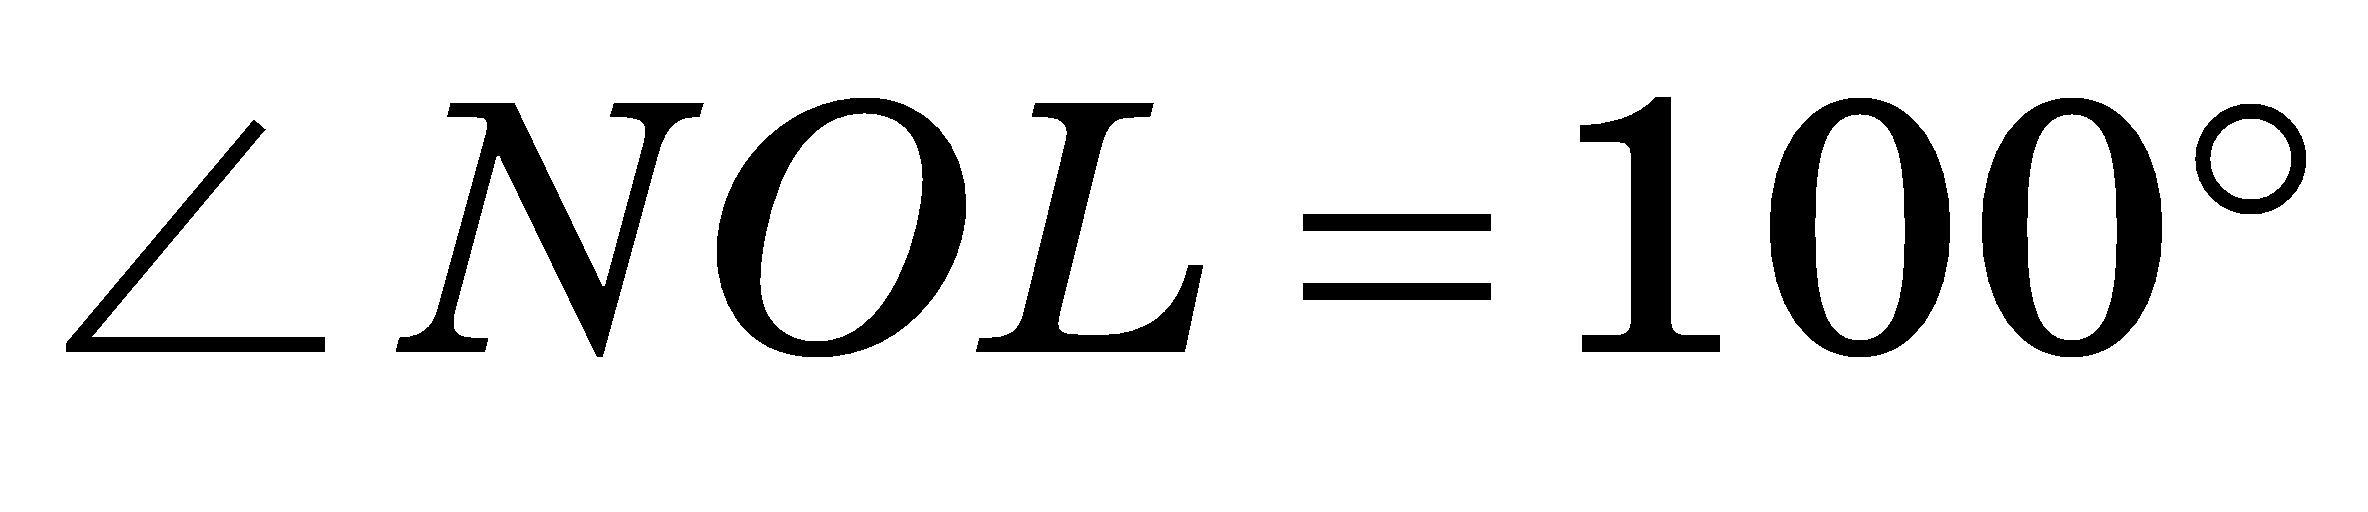 ∠NOL = 100°